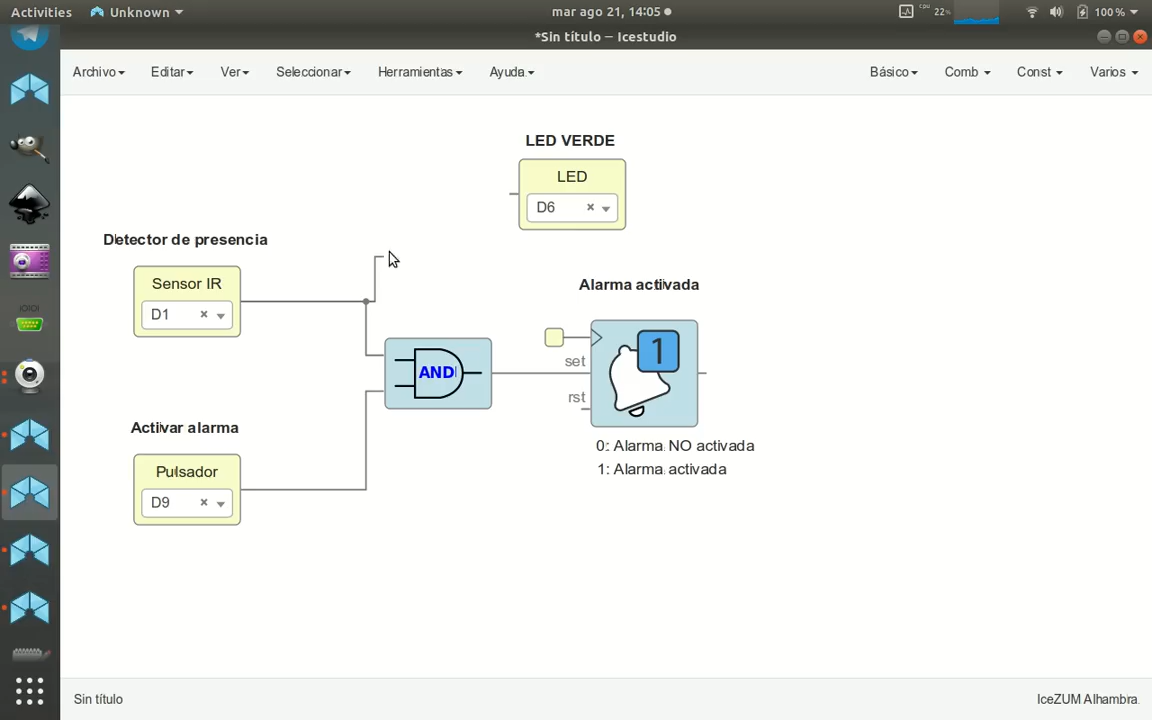 Activities Unknown mar ago 21, 14:05 cpu 22% 100%
*Sin título – Icestudio
Archivo Editar Ver Seleccionar Herramientas Ayuda Básico Comb Const Varios
LED VERDE
LED
D6 ×
Detector de presencia
Sensor IR
D1 ×
Alarma activada
1
set
AND
rst
Activar alarma
0: Alarma NO activada
1: Alarma activada
Pulsador
D9 ×
Sin título IceZUM Alhambra